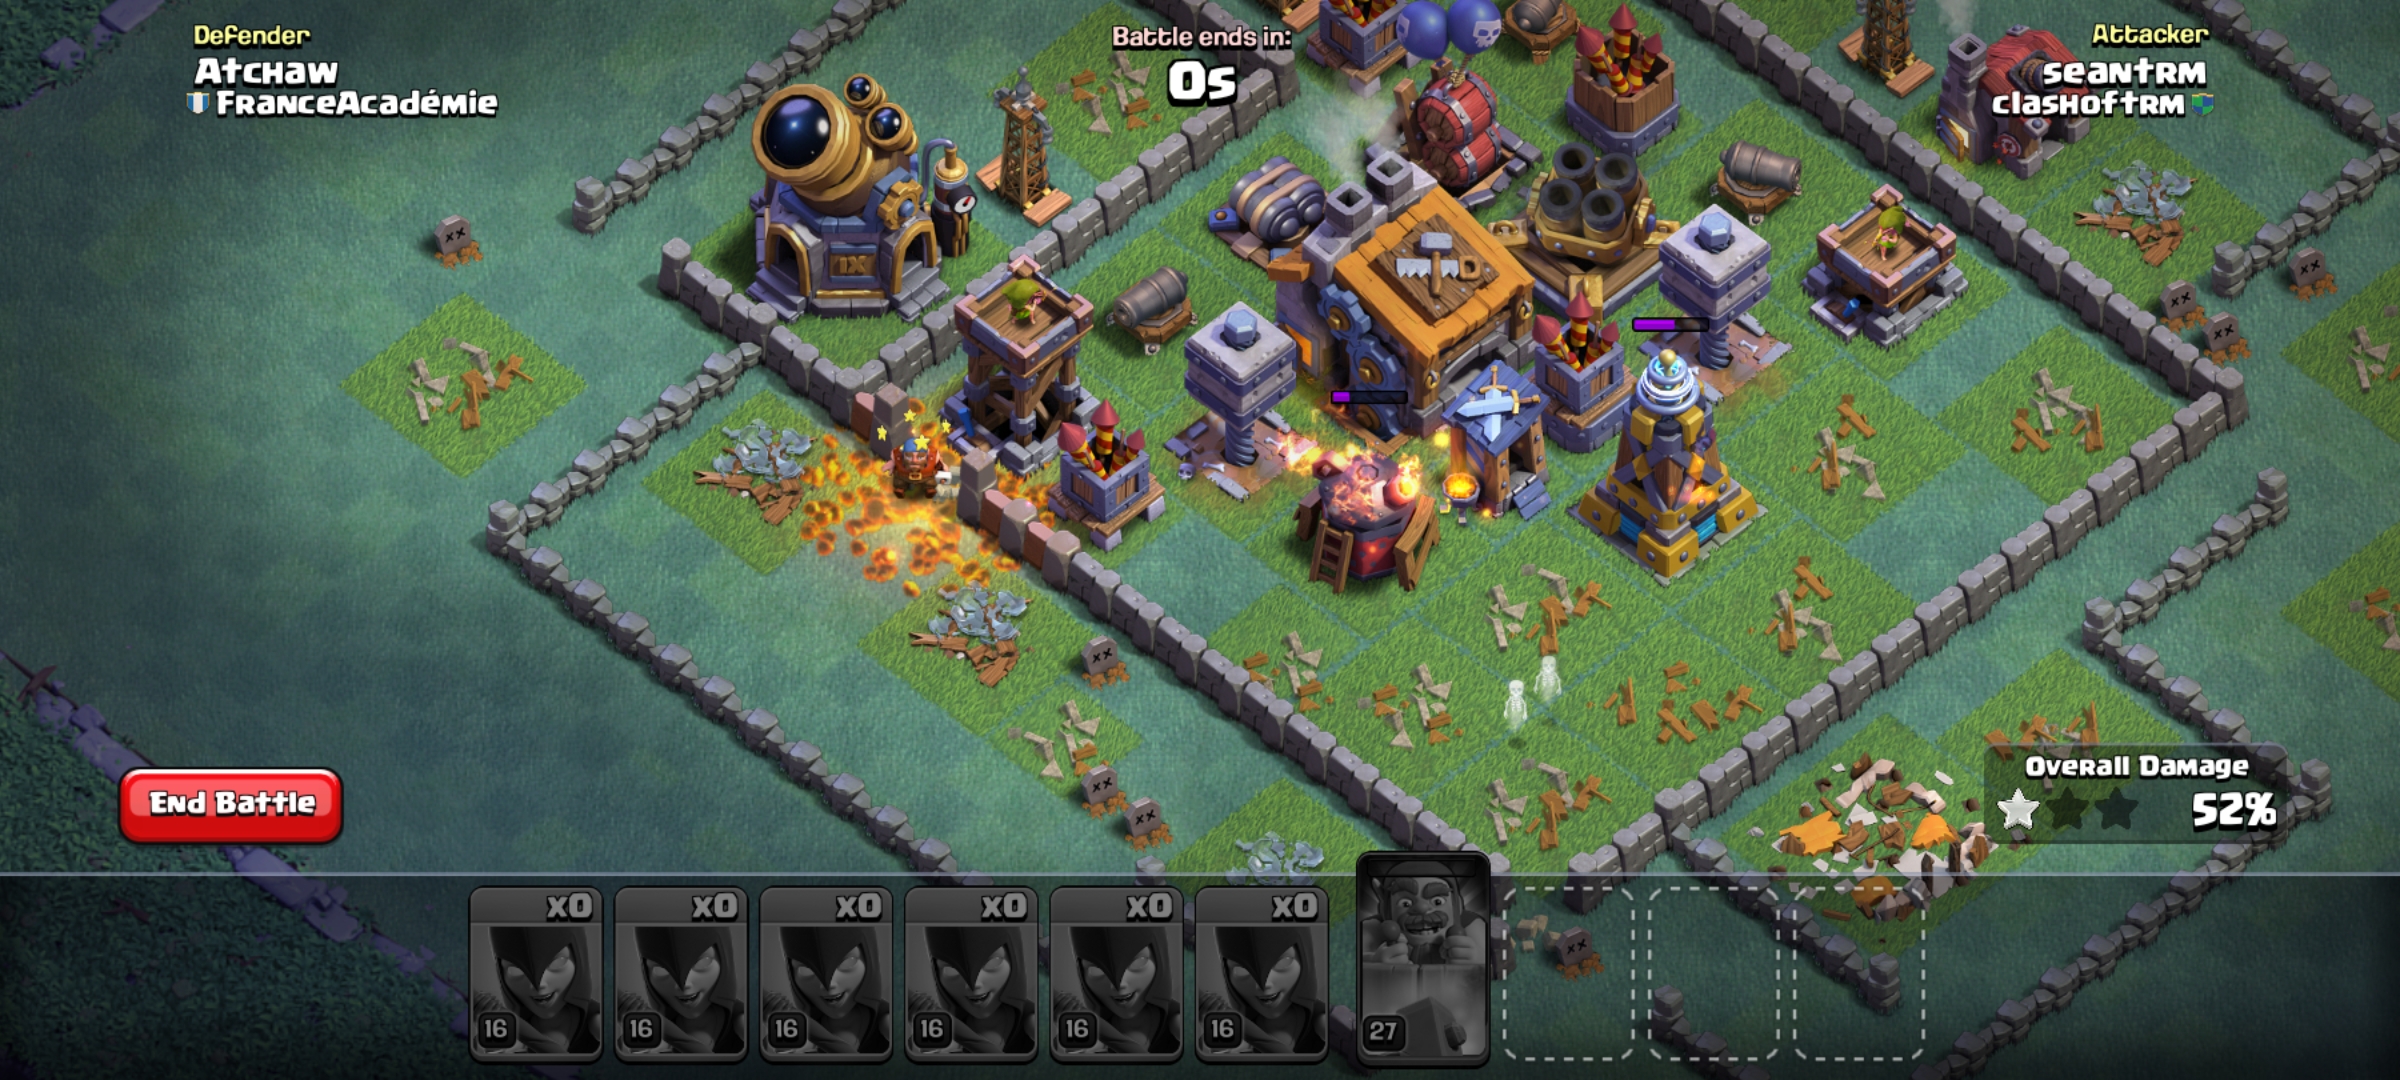 Defender
Atchaw
FranceAcadémie
Battle ends in:
0s
Attacker
seantRM
clashoftRM
IX
End Battle
Overall Damage
52%
x0
x0
x0
x0
x0
x0
16
16
16
16
16
16
27